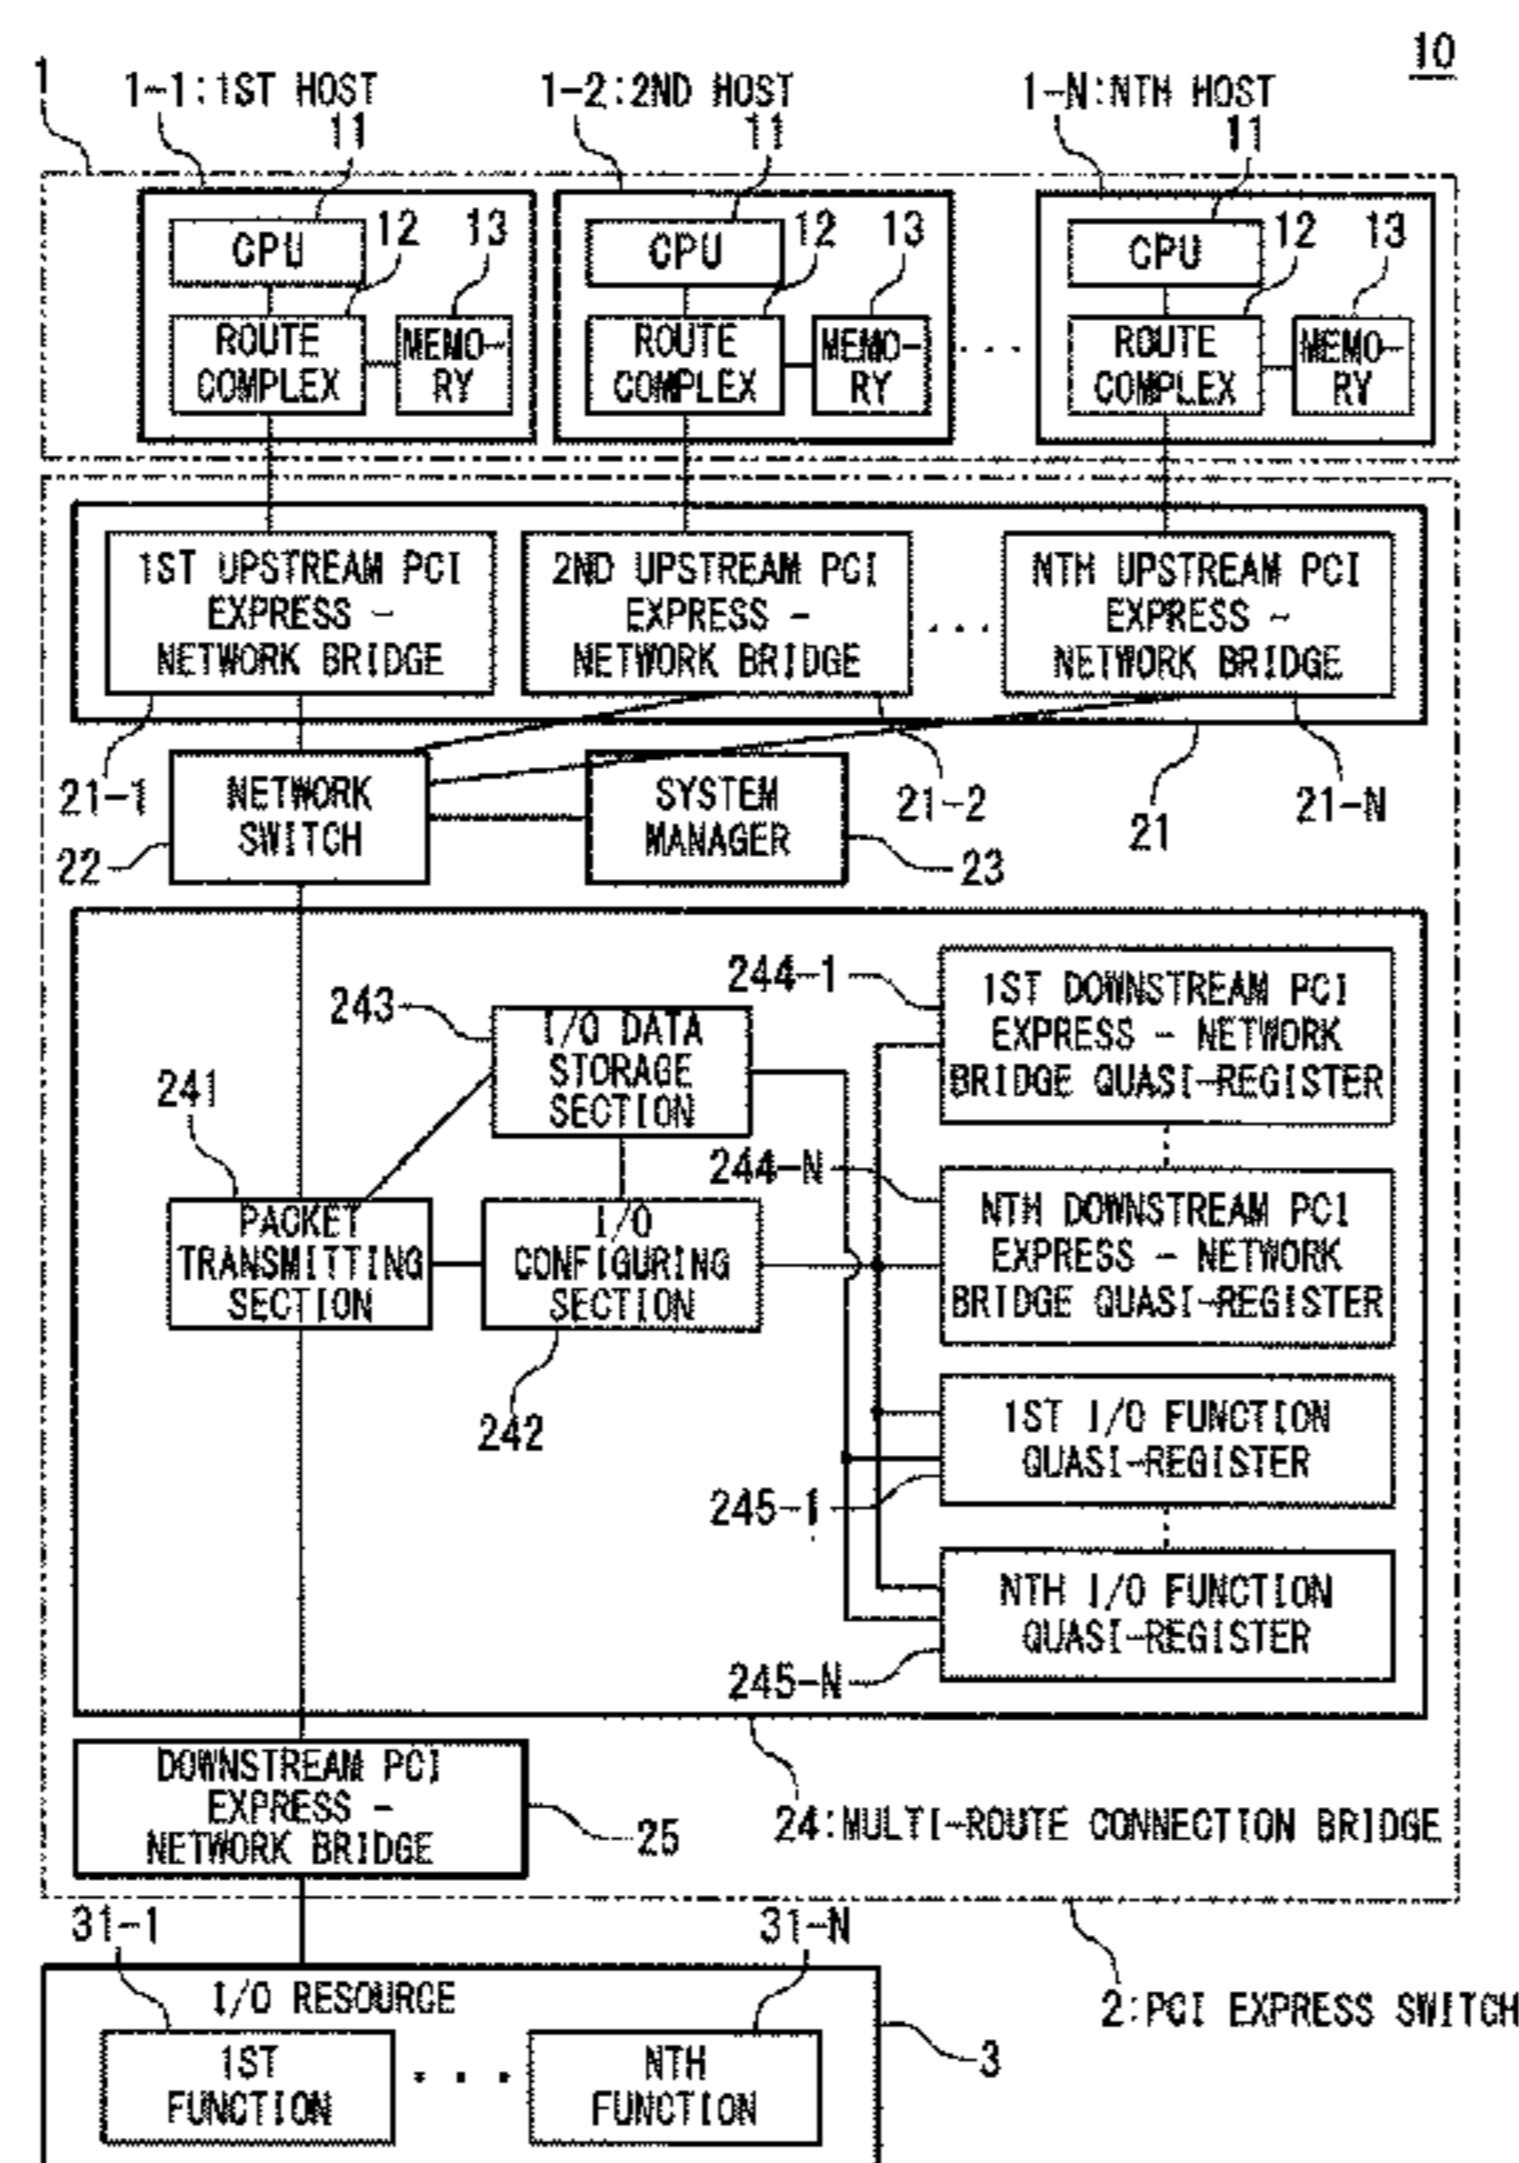 10
1
1-1:1ST HOST
1-2:2ND HOST
1-N:NTH HOST
11
11
11
CPU
12
13
CPU
12
13
CPU
12
13
ROUTE
COMPLEX
MEMO-
RY
ROUTE
COMPLEX
MEMO-
RY
. . .
ROUTE
COMPLEX
MEMO-
RY
1ST UPSTREAM PCI
EXPRESS -
NETWORK BRIDGE
2ND UPSTREAM PCI
EXPRESS -
NETWORK BRIDGE
. . .
NTH UPSTREAM PCI
EXPRESS -
NETWORK BRIDGE
21-1
NETWORK
SWITCH
22
SYSTEM
MANAGER
23
21-2
21
21-N
244-1
1ST DOWNSTREAM PCI
EXPRESS - NETWORK
BRIDGE QUASI-REGISTER
243
I/O DATA
STORAGE
SECTION
241
244-N
NTH DOWNSTREAM PCI
EXPRESS - NETWORK
BRIDGE QUASI-REGISTER
PACKET
TRANSMITTING
SECTION
I/O
CONFIGURING
SECTION
242
1ST I/O FUNCTION
QUASI-REGISTER
245-1
NTH I/O FUNCTION
QUASI-REGISTER
245-N
DOWNSTREAM PCI
EXPRESS -
NETWORK BRIDGE
25
24:MULTI-ROUTE CONNECTION BRIDGE
31-1
31-N
I/O RESOURCE
2:PCI EXPRESS SWITCH
1ST
FUNCTION
. . .
NTH
FUNCTION
3